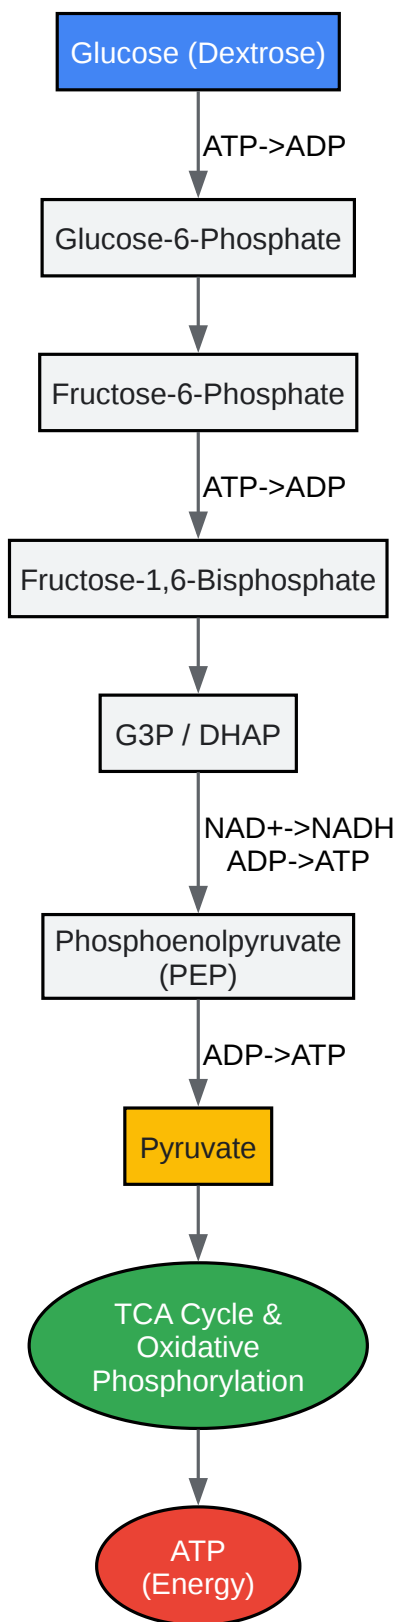 Glucose (Dextrose)
ATP->ADP
Glucose-6-Phosphate
Fructose-6-Phosphate
ATP->ADP
Fructose-1,6-Bisphosphate
G3P / DHAP
NAD+->NADH
ADP->ATP
Phosphoenolpyruvate
(PEP)
ADP->ATP
Pyruvate
TCA Cycle &
Oxidative
Phosphorylation
ATP
(Energy)